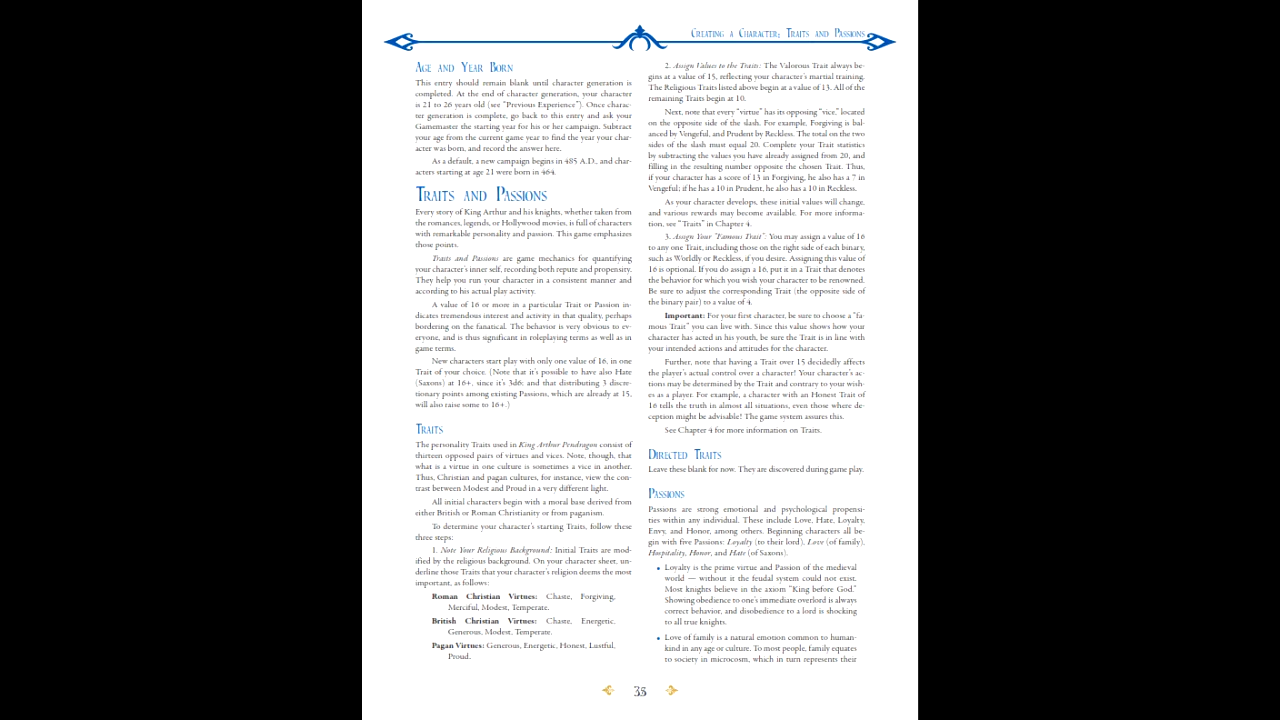 Creating a Character: Traits and Passions
Age and Year Born
This entry should remain blank until character generation is
completed. At the end of character generation, your character
is 21 to 26 years old (see "Previous Experience"). Once charac-
ter generation is complete, go back to this entry and ask your
Gamemaster the starting year for his or her campaign. Subtract
your age from the current game year to find the year your char-
acter was born, and record the answer here.
As a default, a new campaign begins in 485 A.D., and char-
acters starting at age 21 were born in 464.
Traits and Passions
Every story of King Arthur and his knights, whether taken from
the romances, legends, or Hollywood movies, is full of characters
with remarkable personality and passion. This game emphasizes
those points.
Traits and Passions are game mechanics for quantifying
your character's inner self, recording both repute and propensity.
They help you run your character in a consistent manner and
according to his actual play activity.
A value of 16 or more in a particular Trait or Passion in-
dicates tremendous interest and activity in that quality, perhaps
bordering on the fanatical. The behavior is very obvious to ev-
eryone, and is thus significant in roleplaying terms as well as in
game terms.
New characters start play with only one value of 16, in one
Trait of your choice. (Note that it's possible to have also Hate
(Saxons) at 16+, since it's 3d6; and that distributing 3 discre-
tionary points among existing Passions, which are already at 15,
will also raise some to 16+.)
Traits
The personality Traits used in King Arthur Pendragon consist of
thirteen opposed pairs of virtues and vices. Note, though, that
what is a virtue in one culture is sometimes a vice in another.
Thus, Christian and pagan cultures, for instance, view the con-
trast between Modest and Proud in a very different light.
All initial characters begin with a moral base derived from
either British or Roman Christianity or from paganism.
To determine your character's starting Traits, follow these
three steps:
1. Note Your Religious Background: Initial Traits are mod-
ified by the religious background. On your character sheet, un-
derline those Traits that your character's religion deems the most
important, as follows:
Roman Christian Virtues: Chaste, Forgiving,
Merciful, Modest, Temperate.
British Christian Virtues: Chaste, Energetic,
Generous, Modest, Temperate.
Pagan Virtues: Generous, Energetic, Honest, Lustful,
Proud.
2. Assign Values to the Traits: The Valorous Trait always be-
gins at a value of 15, reflecting your character's martial training.
The Religious Traits listed above begin at a value of 13. All of the
remaining Traits begin at 10.
Next, note that every "virtue" has its opposing "vice," located
on the opposite side of the slash. For example, Forgiving is bal-
anced by Vengeful, and Prudent by Reckless. The total on the two
sides of the slash must equal 20. Complete your Trait statistics
by subtracting the values you have already assigned from 20, and
filling in the resulting number opposite the chosen Trait. Thus,
if your character has a score of 13 in Forgiving, he also has a 7 in
Vengeful; if he has a 10 in Prudent, he also has a 10 in Reckless.
As your character develops, these initial values will change,
and various rewards may become available. For more informa-
tion, see "Traits" in Chapter 4.
3. Assign Your "Famous Trait": You may assign a value of 16
to any one Trait, including those on the right side of each binary,
such as Worldly or Reckless, if you desire. Assigning this value of
16 is optional. If you do assign a 16, put it in a Trait that denotes
the behavior for which you wish your character to be renowned.
Be sure to adjust the corresponding Trait (the opposite side of
the binary pair) to a value of 4.
Important: For your first character, be sure to choose a "fa-
mous Trait" you can live with. Since this value shows how your
character has acted in his youth, be sure the Trait is in line with
your intended actions and attitudes for the character.
Further, note that having a Trait over 15 decidedly affects
the player's actual control over a character! Your character's ac-
tions may be determined by the Trait and contrary to your wish-
es as a player. For example, a character with an Honest Trait of
16 tells the truth in almost all situations, even those where de-
ception might be advisable! The game system assures this.
See Chapter 4 for more information on Traits.
Directed Traits
Leave these blank for now. They are discovered during game play.
Passions
Passions are strong emotional and psychological propensi-
ties within any individual. These include Love, Hate, Loyalty,
Envy, and Honor, among others. Beginning characters all be-
gin with five Passions: Loyalty (to their lord), Love (of family),
Hospitality, Honor, and Hate (of Saxons).
• Loyalty is the prime virtue and Passion of the medieval
world — without it the feudal system could not exist.
Most knights believe in the axiom "King before God."
Showing obedience to one's immediate overlord is always
correct behavior, and disobedience to a lord is shocking
to all true knights.
• Love of family is a natural emotion common to human-
kind in any age or culture. To most people, family equates
to society in microcosm, which in turn represents their
35